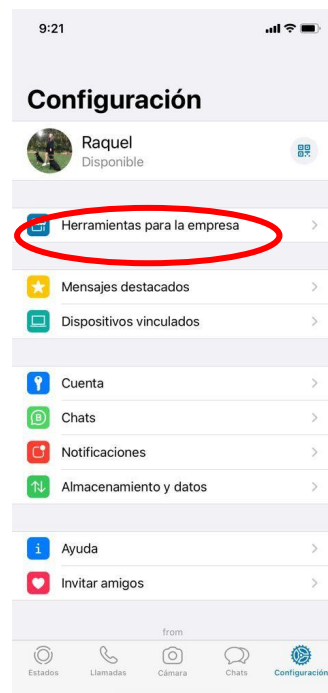 9:21
Configuración
Raquel
Disponible
Herramientas para la empresa
Mensajes destacados
Dispositivos vinculados
Cuenta
Chats
Notificaciones
Almacenamiento y datos
Ayuda
Invitar amigos
from
Estados Llamadas Cámara Chats Configuración